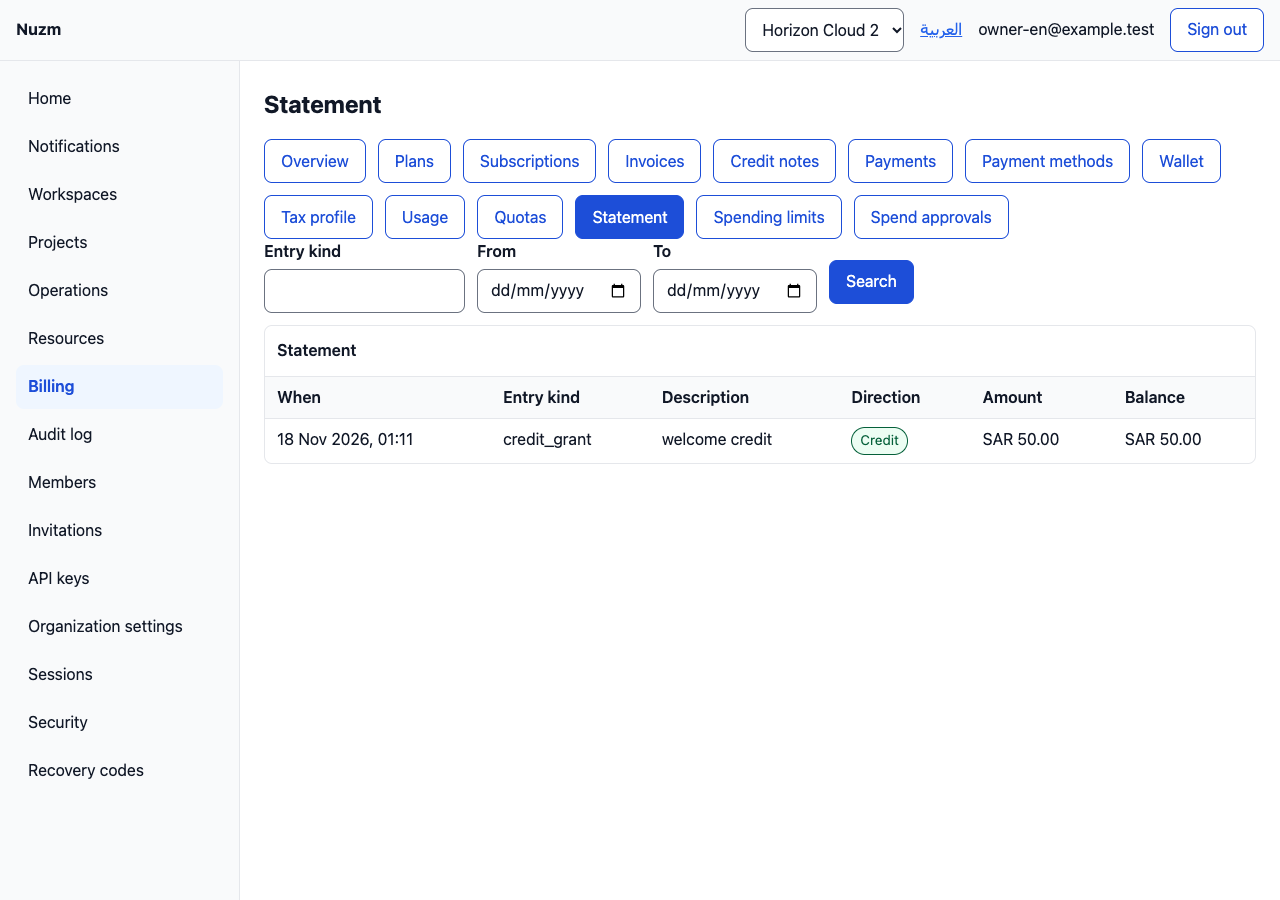 Nuzm
Horizon Cloud 2
العربية
owner-en@example.test
Sign out
Home
Notifications
Workspaces
Projects
Operations
Resources
Billing
Audit log
Members
Invitations
API keys
Organization settings
Sessions
Security
Recovery codes
Statement
Overview Plans Subscriptions Invoices Credit notes Payments Payment methods Wallet
Tax profile Usage Quotas Statement Spending limits Spend approvals
Entry kind From To
dd/mm/yyyy dd/mm/yyyy Search
Statement
When Entry kind Description Direction Amount Balance
18 Nov 2026, 01:11 credit_grant welcome credit Credit SAR 50.00 SAR 50.00